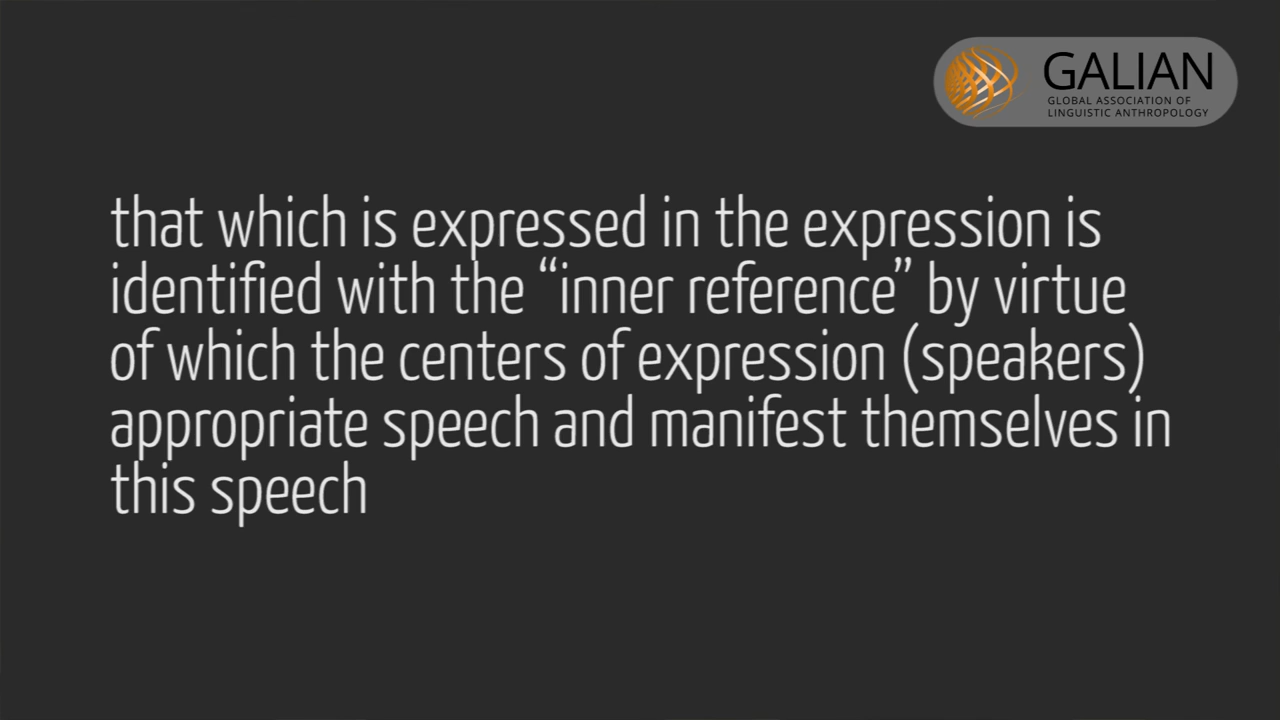 GALIAN
GLOBAL ASSOCIATION OF
LINGUISTIC ANTHROPOLOGY
that which is expressed in the expression is
identified with the “inner reference” by virtue
of which the centers of expression (speakers)
appropriate speech and manifest themselves in
this speech